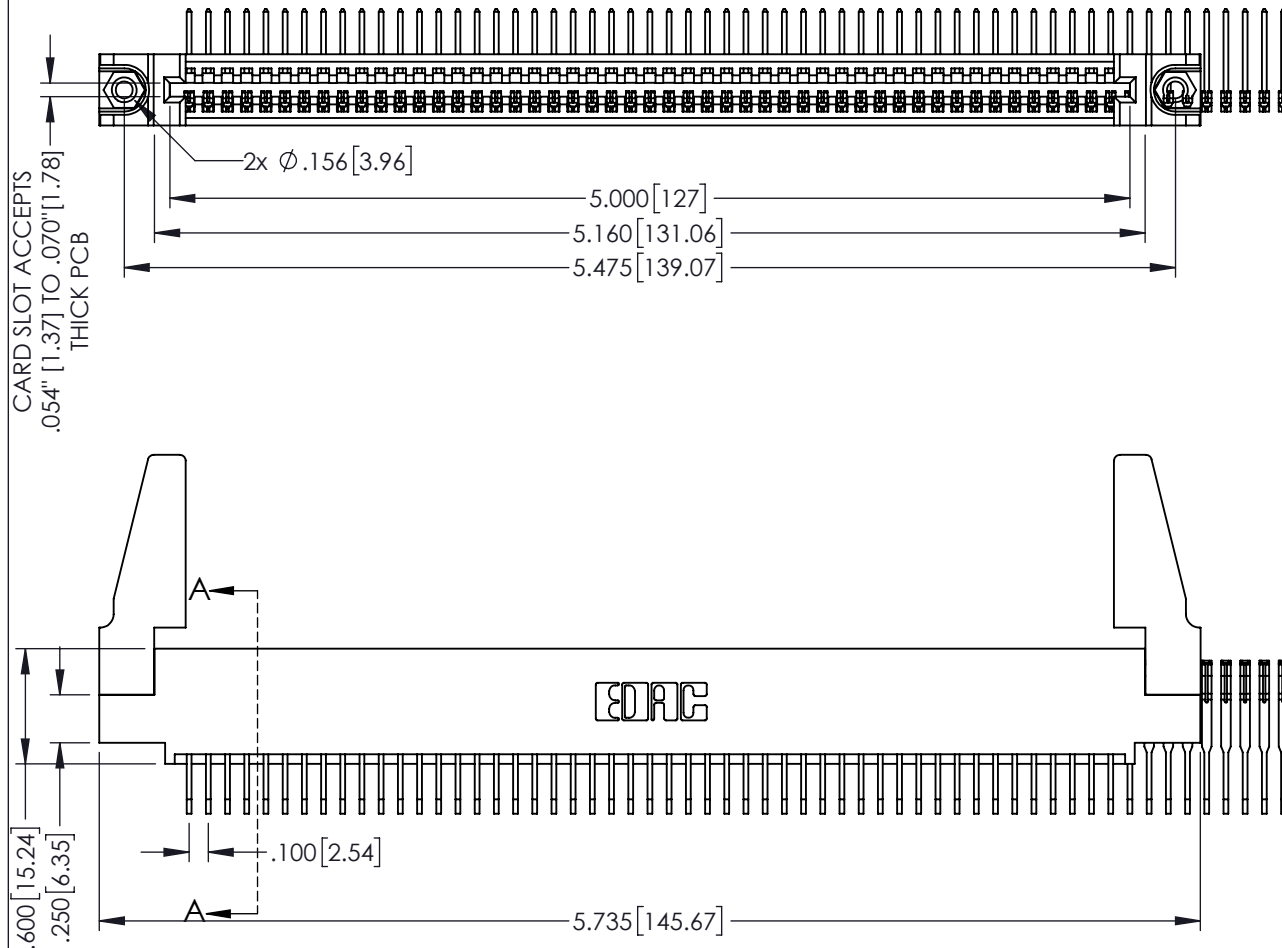 2x Ø .156[3.96]
5.000[127]
5.160[131.06]
5.475[139.07]
CARD SLOT ACCEPTS
.054" [1.37] TO .070"[1.78]
THICK PCB
A
EDAC
.100[2.54]
A
.600[15.24]
.250[6.35]
5.735[145.67]